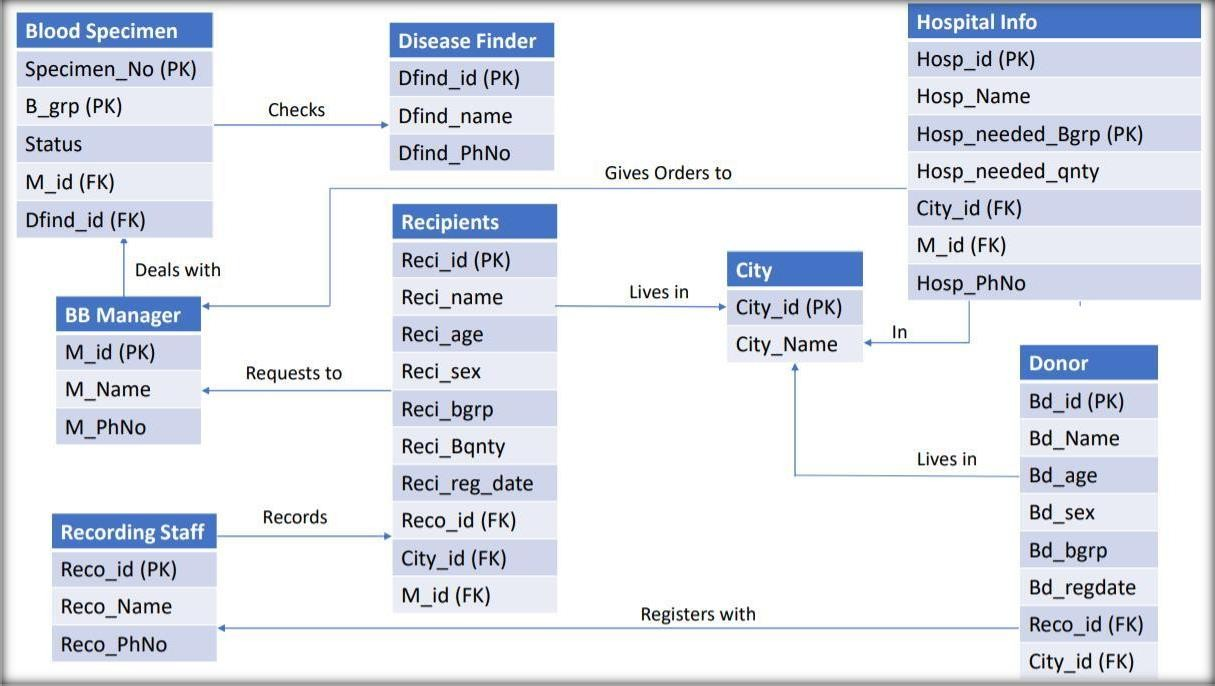 Blood Specimen
Specimen_No (PK)
B_grp (PK)
Status
M_id (FK)
Dfind_id (FK)
Checks
Disease Finder
Dfind_id (PK)
Dfind_name
Dfind_PhNo
Hospital Info
Hosp_id (PK)
Hosp_Name
Hosp_needed_Bgrp (PK)
Hosp_needed_qnty
City_id (FK)
M_id (FK)
Hosp_PhNo
Gives Orders to
Deals with
BB Manager
M_id (PK)
M_Name
M_PhNo
Requests to
Recipients
Reci_id (PK)
Reci_name
Reci_age
Reci_sex
Reci_bgrp
Reci_Bqnty
Reci_reg_date
Reco_id (FK)
City_id (FK)
M_id (FK)
Lives in
City
City_id (PK)
City_Name
In
Donor
Bd_id (PK)
Bd_Name
Bd_age
Bd_sex
Bd_bgrp
Bd_regdate
Reco_id (FK)
City_id (FK)
Lives in
Recording Staff
Reco_id (PK)
Reco_Name
Reco_PhNo
Records
Registers with